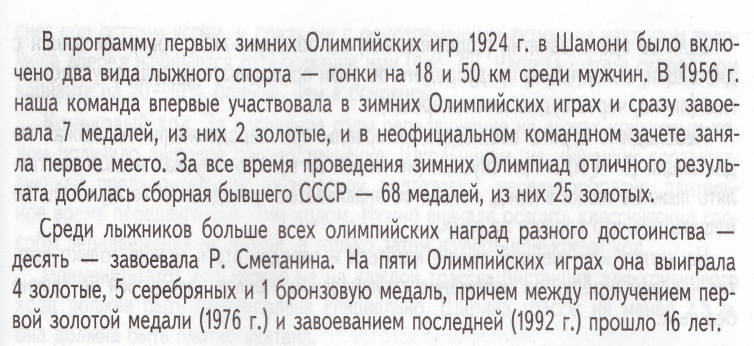 В программу первых зимних Олимпийских игр 1924 г. в Шамони было вклю-
чено два вида лыжного спорта — гонки на 18 и 50 км среди мужчин. В 1956 г.
наша команда впервые участвовала в зимних Олимпийских играх и сразу завое-
вала 7 медалей, из них 2 золотые, и в неофициальном командном зачете заня-
ла первое место. За все время проведения зимних Олимпиад отличного резуль-
тата добилась сборная бывшего СССР — 68 медалей, из них 25 золотых.
Среди лыжников больше всех олимпийских наград разного достоинства —
десять — завоевала Р. Сметанина. На пяти Олимпийских играх она выиграла
4 золотые, 5 серебряных и 1 бронзовую медаль, причем между получением пер-
вой золотой медали (1976 г.) и завоеванием последней (1992 г.) прошло 16 лет.